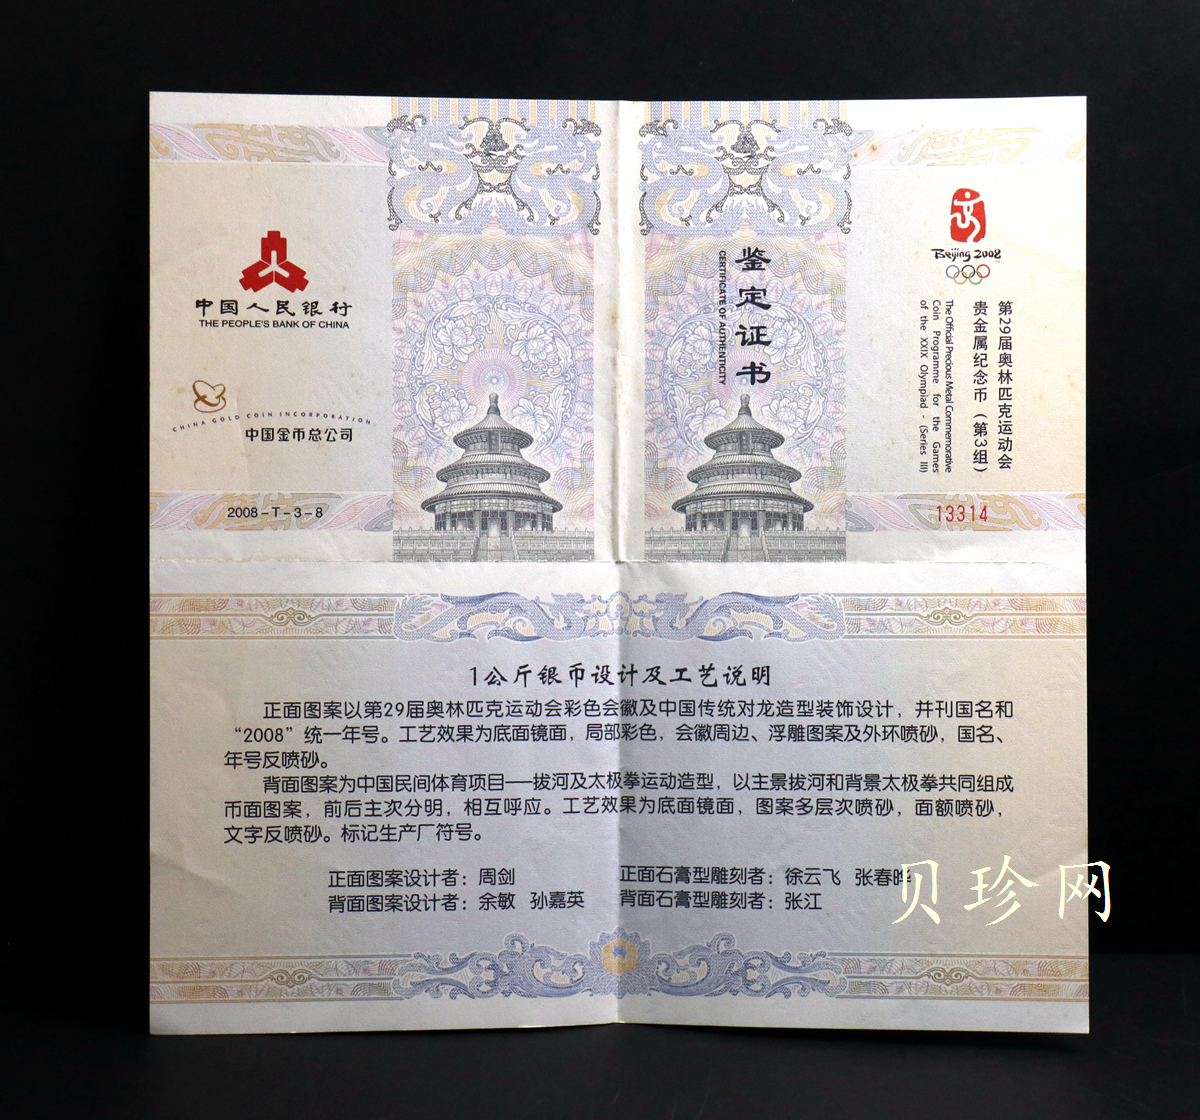 中国人民银行
THE PEOPLE'S BANK OF CHINA
CHINA GOLD COIN INCORPORATION
中国金币总公司
2008-T-3-8
鉴定证书
CERTIFICATE OF AUTHENTICITY
Beijing 2008
第29届奥林匹克运动会
贵金属纪念币（第3组）
The Official Precious Metal Commemorative
Coin Programme for the Games
of the XXIX Olympiad - (Series III)
13314
1公斤银币设计及工艺说明
正面图案以第29届奥林匹克运动会彩色会徽及中国传统对龙造型装饰设计，并刊国名和
“2008”统一年号。工艺效果为底面镜面，局部彩色，会徽周边、浮雕图案及外环喷砂，国名、
年号反喷砂。
背面图案为中国民间体育项目——拔河及太极拳运动造型，以主景拔河和背景太极拳共同组成
币面图案，前后主次分明，相互呼应。工艺效果为底面镜面，图案多层次喷砂，面额喷砂，
文字反喷砂。标记生产厂符号。
正面图案设计者：周剑
正面石膏型雕刻者：徐云飞 张春晔
背面图案设计者：余敏 孙嘉英
背面石膏型雕刻者：张江
贝珍网